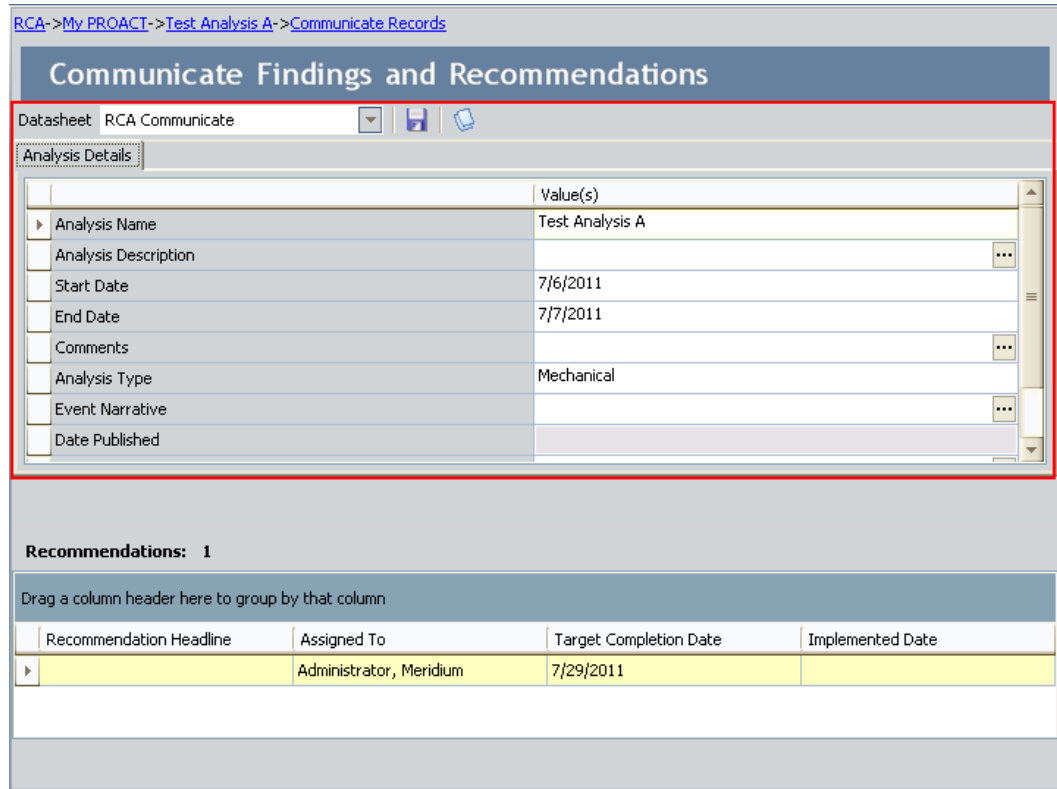 RCA->My PROACT->Test Analysis A->Communicate Records
Communicate Findings and Recommendations
Datasheet RCA Communicate
Analysis Details
Value(s)
Analysis Name Test Analysis A
Analysis Description ...
Start Date 7/6/2011
End Date 7/7/2011
Comments ...
Analysis Type Mechanical
Event Narrative ...
Date Published
Recommendations: 1
Drag a column header here to group by that column
Recommendation Headline Assigned To Target Completion Date Implemented Date
Administrator, Meridium 7/29/2011